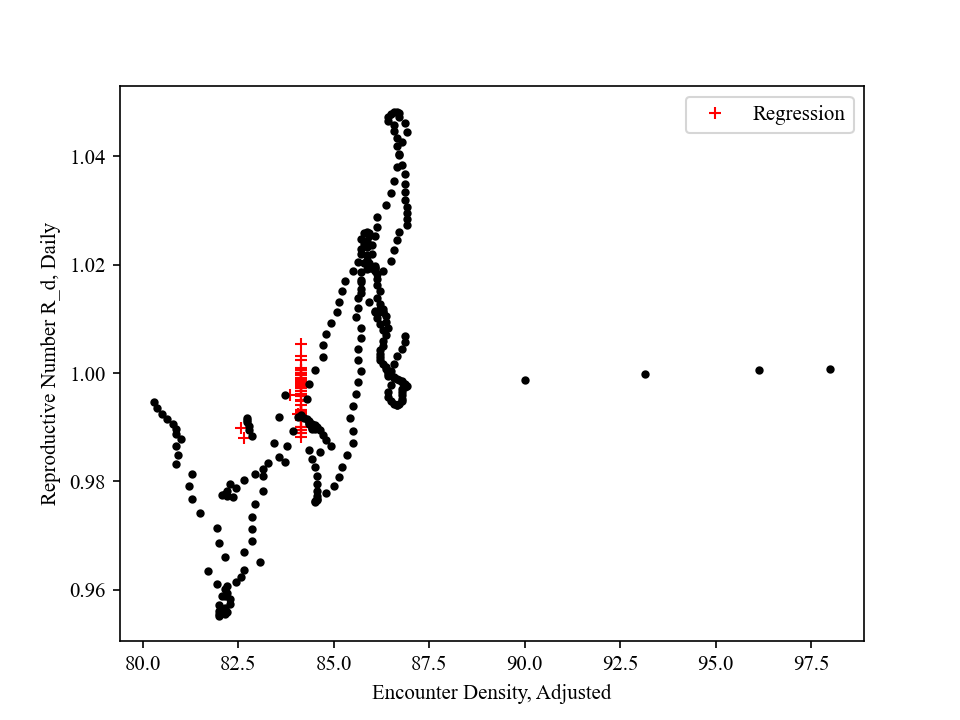 Regression
1.04
1.02
1.00
0.98
0.96
Reproductive Number R_d, Daily
80.0 82.5 85.0 87.5 90.0 92.5 95.0 97.5
Encounter Density, Adjusted